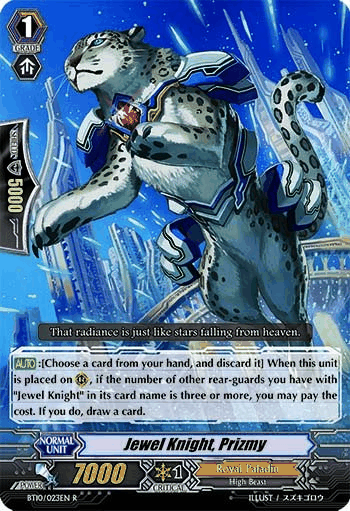 1
GRADE
SHIELD
5000
That radiance is just like stars falling from heaven.
AUTO:[Choose a card from your hand, and discard it] When this unit
is placed on Ⓡ, if the number of other rear-guards you have with
"Jewel Knight" in its card name is three or more, you may pay the
cost. If you do, draw a card.
NORMAL
UNIT
Jewel Knight, Prizmy
POWER
7000
1
CRITICAL
Royal Paladin
High Beast
BT10/023EN R
ILLUST / スズキゴロウ